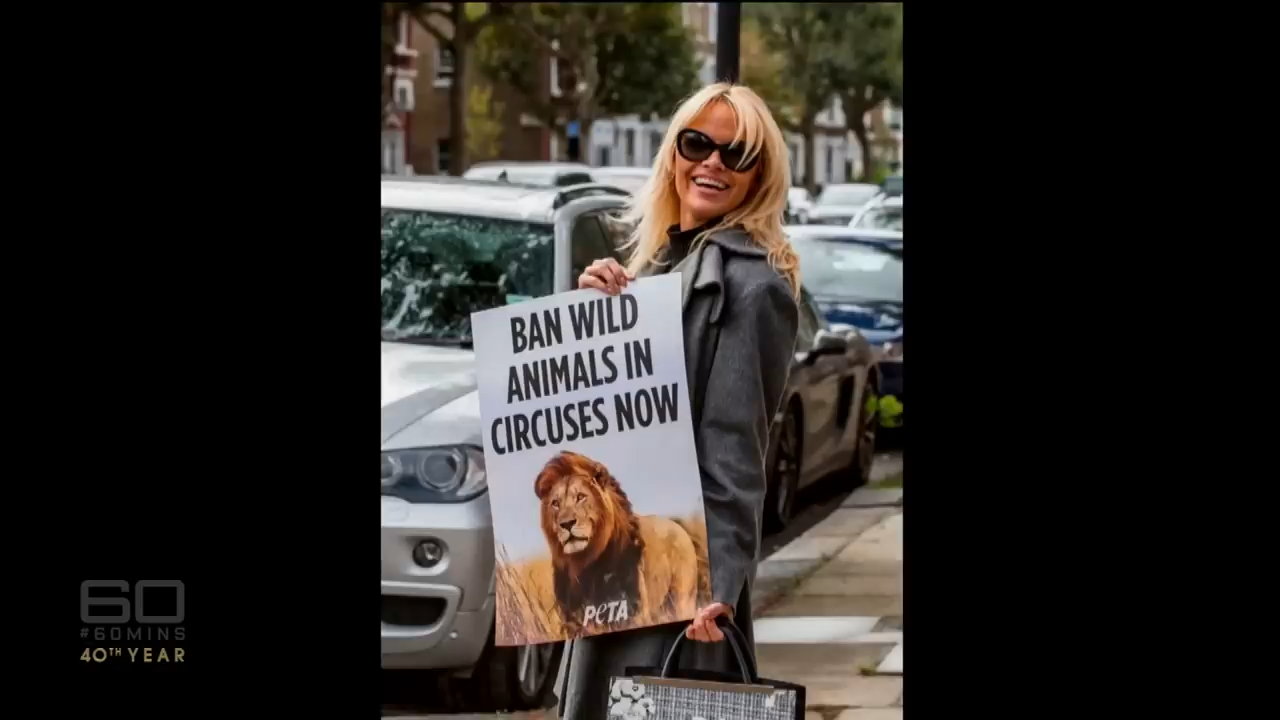 BAN WILD
ANIMALS IN
CIRCUSES NOW
PeTA
60
#60MINS
40TH YEAR